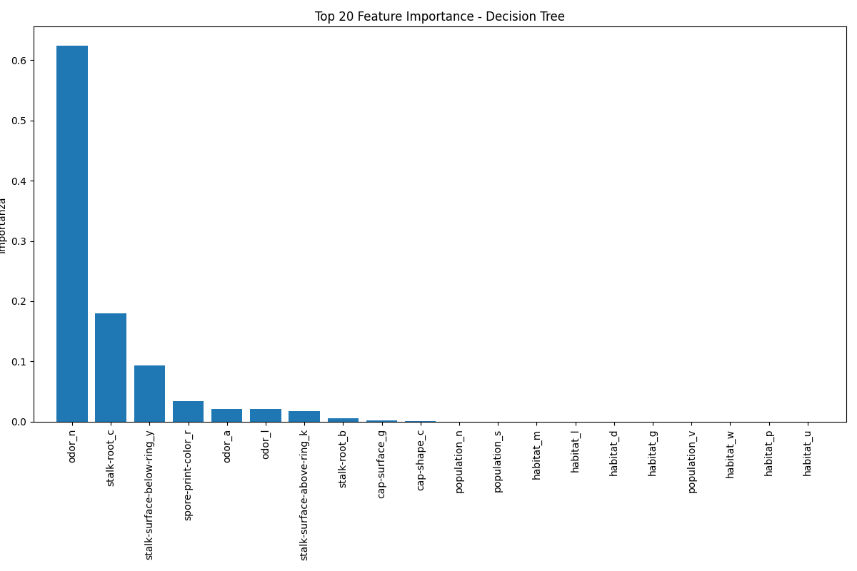 Top 20 Feature Importance - Decision Tree
Importanza
0.6
0.5
0.4
0.3
0.2
0.1
0.0
odor_n
stalk-root_c
stalk-surface-below-ring_y
spore-print-color_r
odor_a
odor_l
stalk-surface-above-ring_k
stalk-root_b
cap-surface_g
cap-shape_c
population_n
population_s
habitat_m
habitat_l
habitat_d
habitat_g
population_v
habitat_w
habitat_p
habitat_u